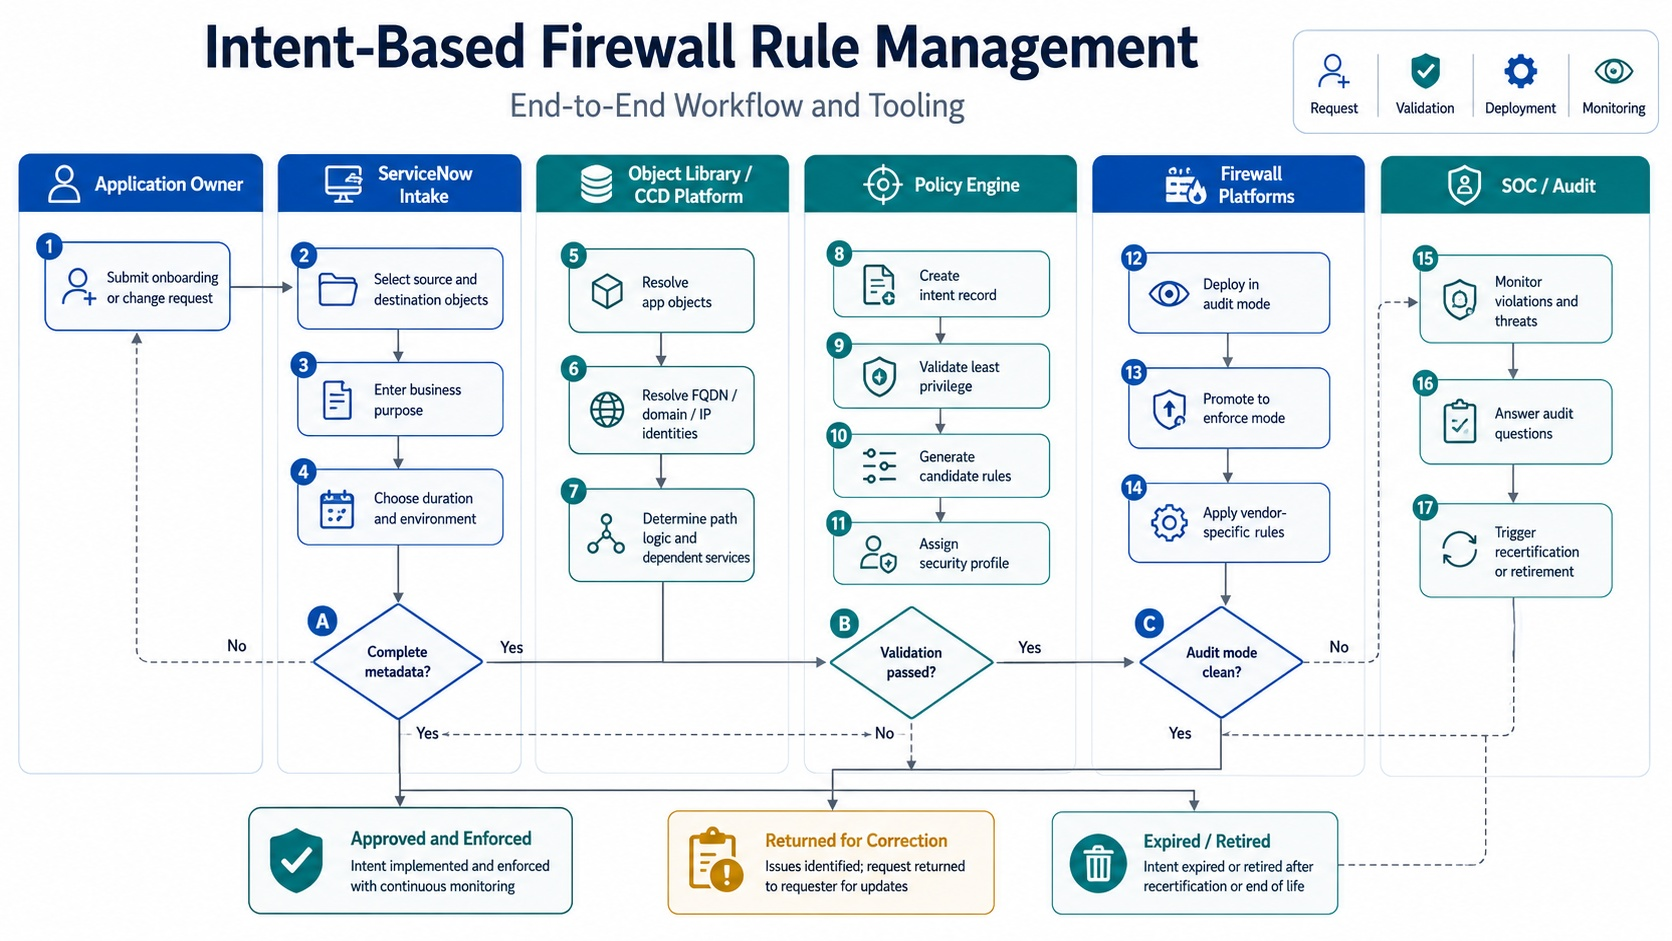 Intent-Based Firewall Rule Management
End-to-End Workflow and Tooling
Request
Validation
Deployment
Monitoring
Application Owner
1
Submit onboarding
or change request
ServiceNow
Intake
2
Select source and
destination objects
3
Enter business
purpose
4
Choose duration
and environment
A
Complete
metadata?
No
Yes
Yes
Object Library /
CCD Platform
5
Resolve
app objects
6
Resolve FQDN /
domain / IP
identities
7
Determine path
logic and
dependent services
Policy Engine
8
Create
intent record
9
Validate least
privilege
10
Generate
candidate rules
11
Assign
security profile
B
Validation
passed?
Yes
No
Firewall
Platforms
12
Deploy in
audit mode
13
Promote to
enforce mode
14
Apply vendor-
specific rules
C
Audit mode
clean?
No
Yes
SOC / Audit
15
Monitor
violations and
threats
16
Answer audit
questions
17
Trigger
recertification
or retirement
Approved and Enforced
Intent implemented and enforced
with continuous monitoring
Returned for Correction
Issues identified; request returned
to requester for updates
Expired / Retired
Intent expired or retired after
recertification or end of life